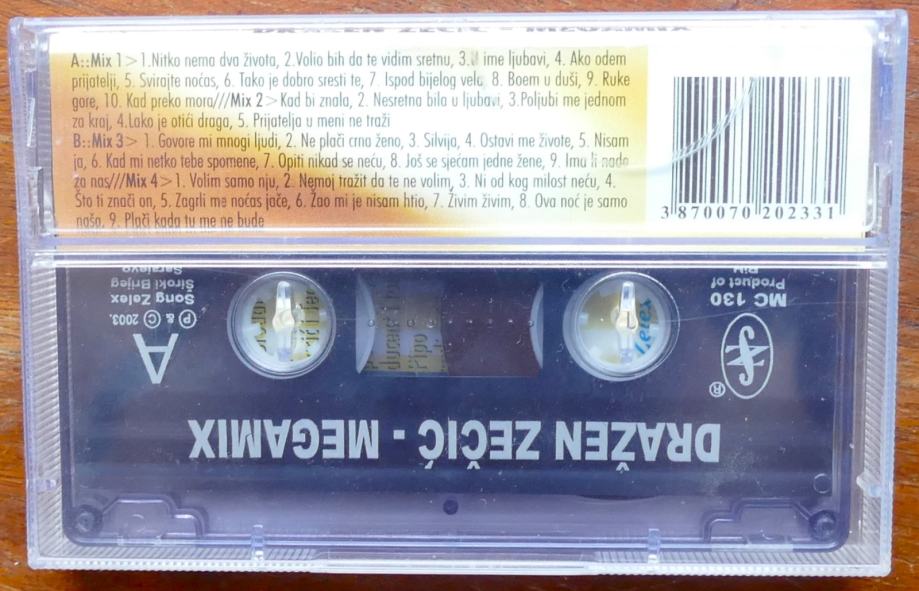 DRAŽEN ZEČIĆ - MEGAMIX
A::Mix 1> 1.Nitko nema dva života, 2.Volio bih da te vidim sretnu, 3. ime ljubavi, 4. Ako odem
prijatelji, 5. Svirajte noćas, 6. Tako je dobro sresti te, 7. Ispod bijelog vela, 8. Boem u duši, 9. Ruke
gore, 10. Kad preko mora///Mix 2> Kad bi znala, 2. Nesretna bila u ljubavi, 3.Poljubi me jednom
za kraj, 4.Lako je otići draga, 5. Prijatelja u meni ne traži
B::Mix 3> 1. Govore mi mnogi ljudi, 2. Ne plači crna ženo, 3. Silvija, 4. Ostavi me živote, 5. Nisam
ja, 6. Kad mi netko tebe spomene, 7. Opiti nikad se neću, 8. Još se sjećam jedne žene, 9. Ima li nade
za nas///Mix 4> 1. Volim samo nju, 2. Nemoj tražit da te ne volim, 3. Ni od kog milost neću, 4.
Što ti znači on, 5. Zagrli me noćas jače, 6. Žao mi je nisam htio, 7. Živim živim, 8. Ova noć je samo
naša, 9. Plači kada tu me ne bude
3 870070 202331
DRAŽEN ZEČIĆ - MEGAMIX
A
℗ & © 2003.
Song Zelex
Široki Brijeg
Sarajevo
MC 130
Product of
BiH
®